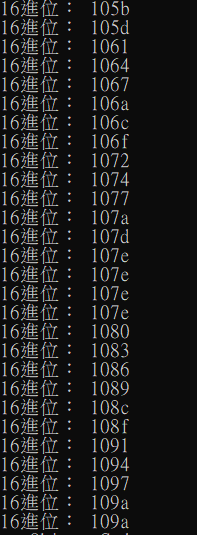 16進位： 105b
16進位： 105d
16進位： 1061
16進位： 1064
16進位： 1067
16進位： 106a
16進位： 106c
16進位： 106f
16進位： 1072
16進位： 1074
16進位： 1077
16進位： 107a
16進位： 107d
16進位： 107e
16進位： 107e
16進位： 107e
16進位： 107e
16進位： 1080
16進位： 1083
16進位： 1086
16進位： 1089
16進位： 108c
16進位： 108f
16進位： 1091
16進位： 1094
16進位： 1097
16進位： 109a
16進位： 109a